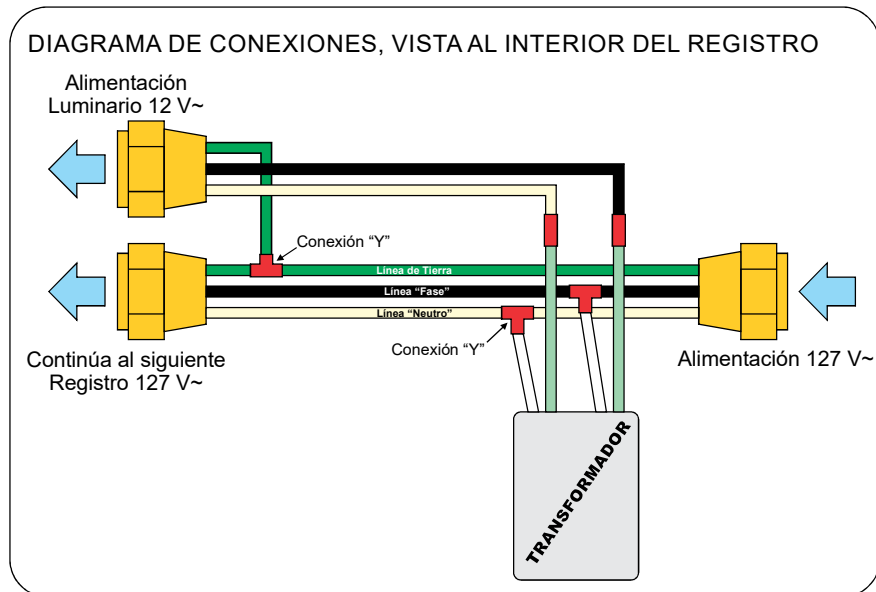 DIAGRAMA DE CONEXIONES, VISTA AL INTERIOR DEL REGISTRO
Alimentación
Luminario 12 V~
Conexión “Y”
Línea de Tierra
Línea “Fase”
Línea “Neutro”
Conexión “Y”
Continúa al siguiente
Registro 127 V~
Alimentación 127 V~
TRANSFORMADOR